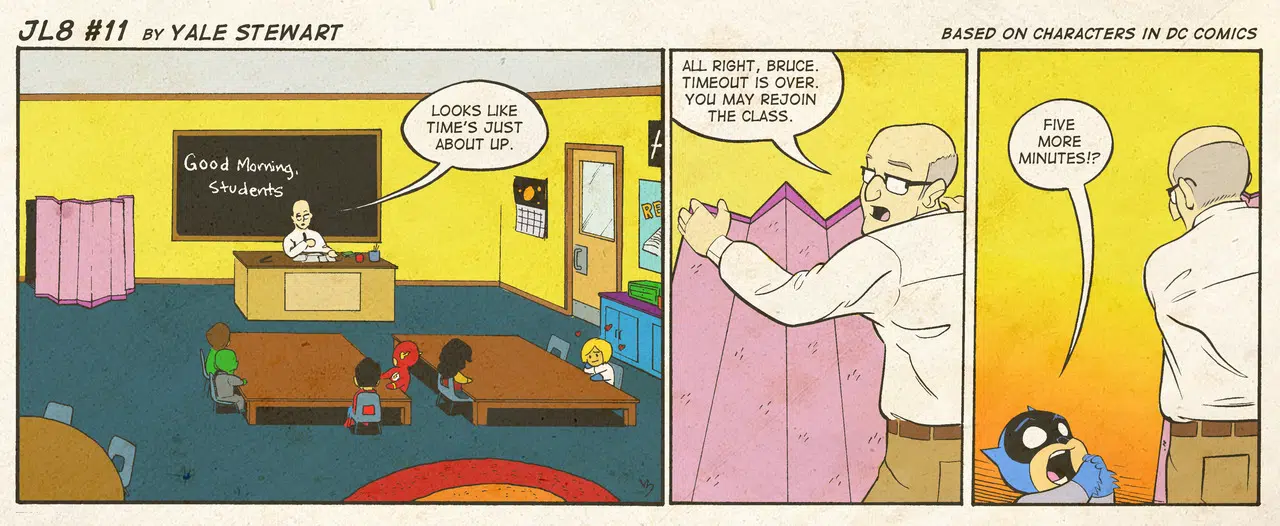 JL8 #11 BY YALE STEWART
BASED ON CHARACTERS IN DC COMICS
Good Morning,
Students
LOOKS LIKE
TIME'S JUST
ABOUT UP.
RE
ALL RIGHT, BRUCE.
TIMEOUT IS OVER.
YOU MAY REJOIN
THE CLASS.
FIVE
MORE
MINUTES!?